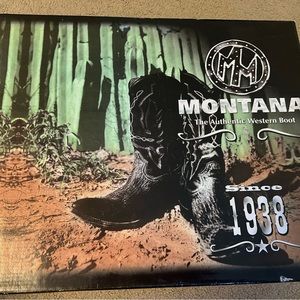 MONTANA
The Authentic Western Boot
Since
1938